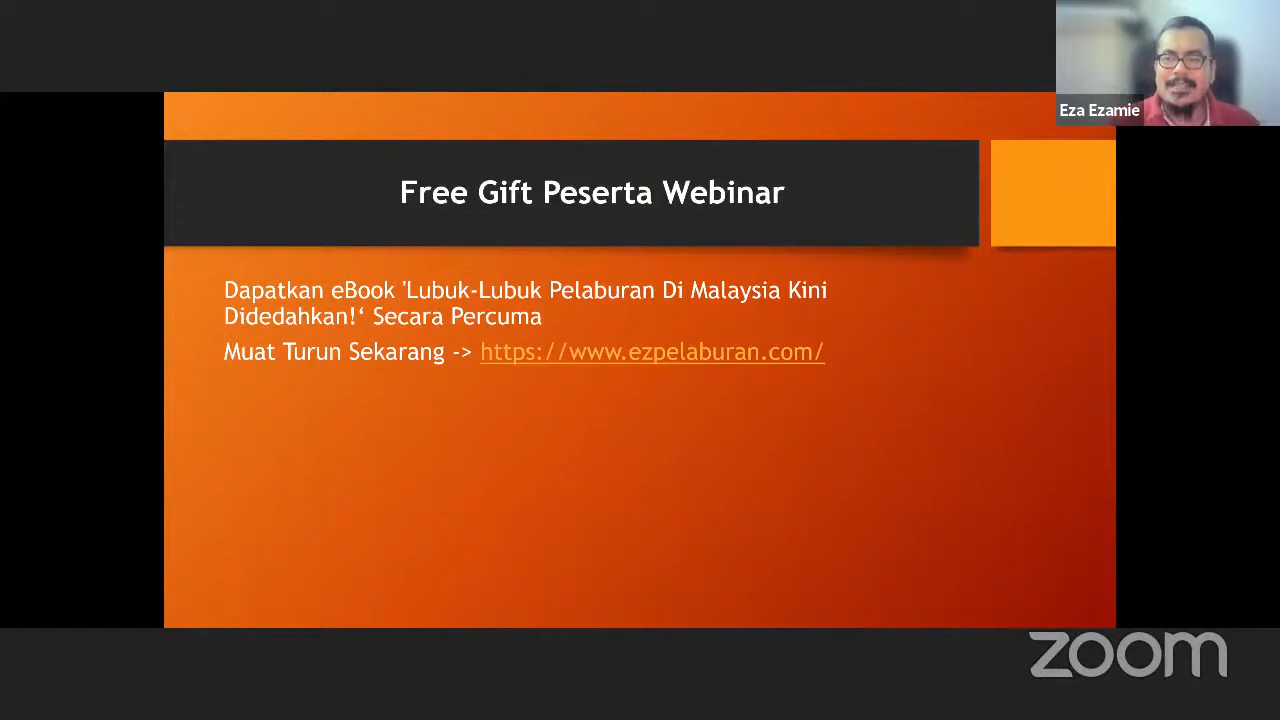 Eza Ezamie
Free Gift Peserta Webinar
Dapatkan eBook 'Lubuk-Lubuk Pelaburan Di Malaysia Kini
Didedahkan!‘ Secara Percuma
Muat Turun Sekarang -> https://www.ezpelaburan.com/
zoom